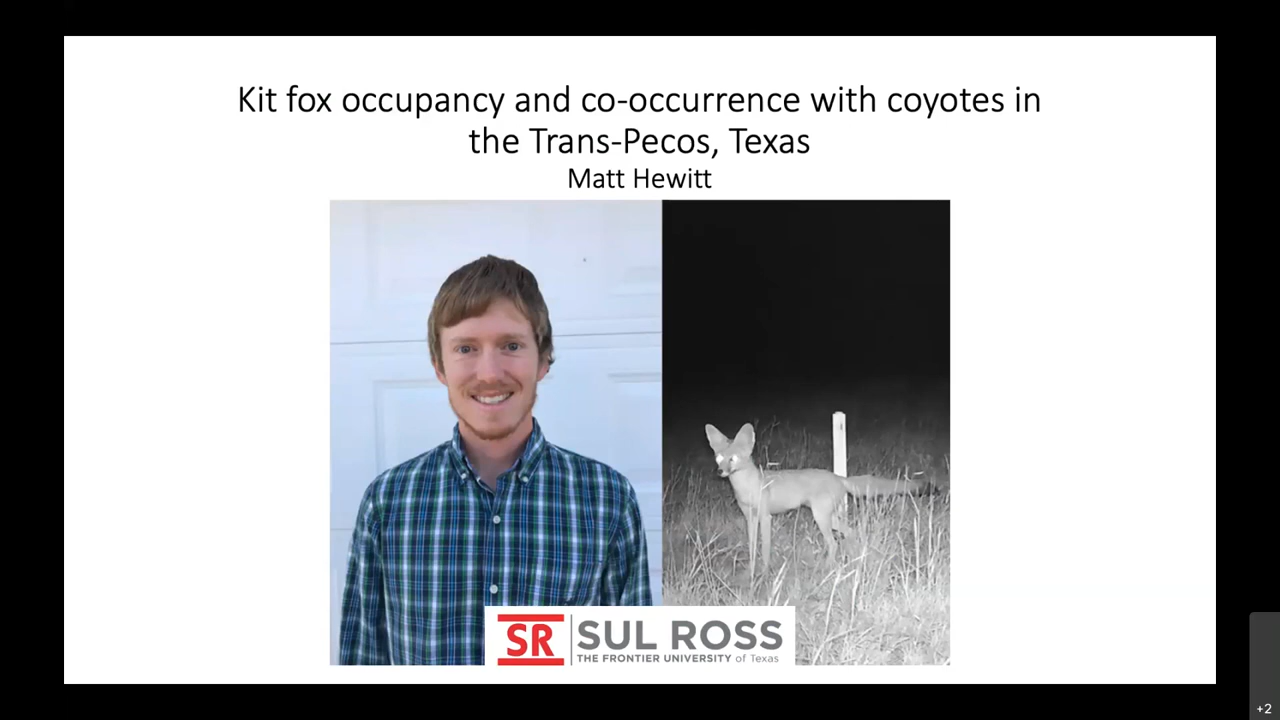 Kit fox occupancy and co-occurrence with coyotes in
the Trans-Pecos, Texas
Matt Hewitt
SR
SUL ROSS
THE FRONTIER UNIVERSITY of Texas
+2